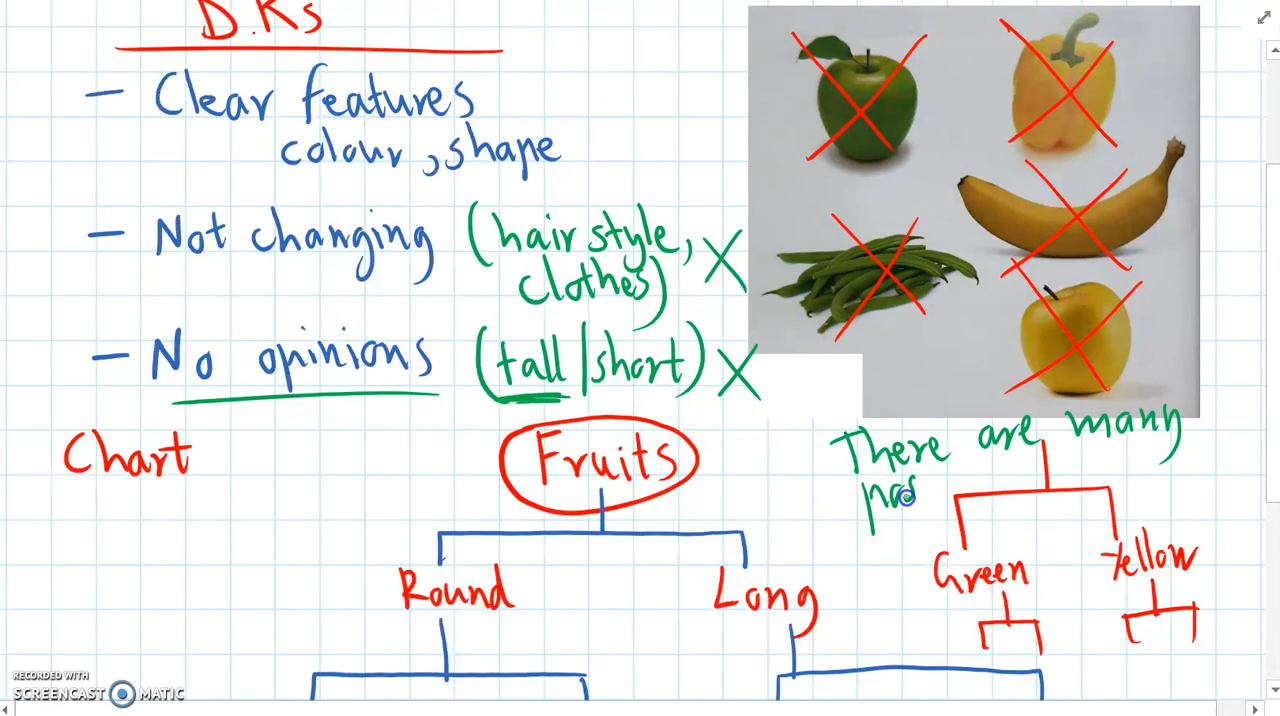 D.Ks
— Clear features
colour, shape
— Not changing (hair style,
clothes) X
— No opinions (tall/short) X
Chart
Fruits
There are many
Round
Long
Green
Yellow
RECORDED WITH
SCREENCAST MATIC